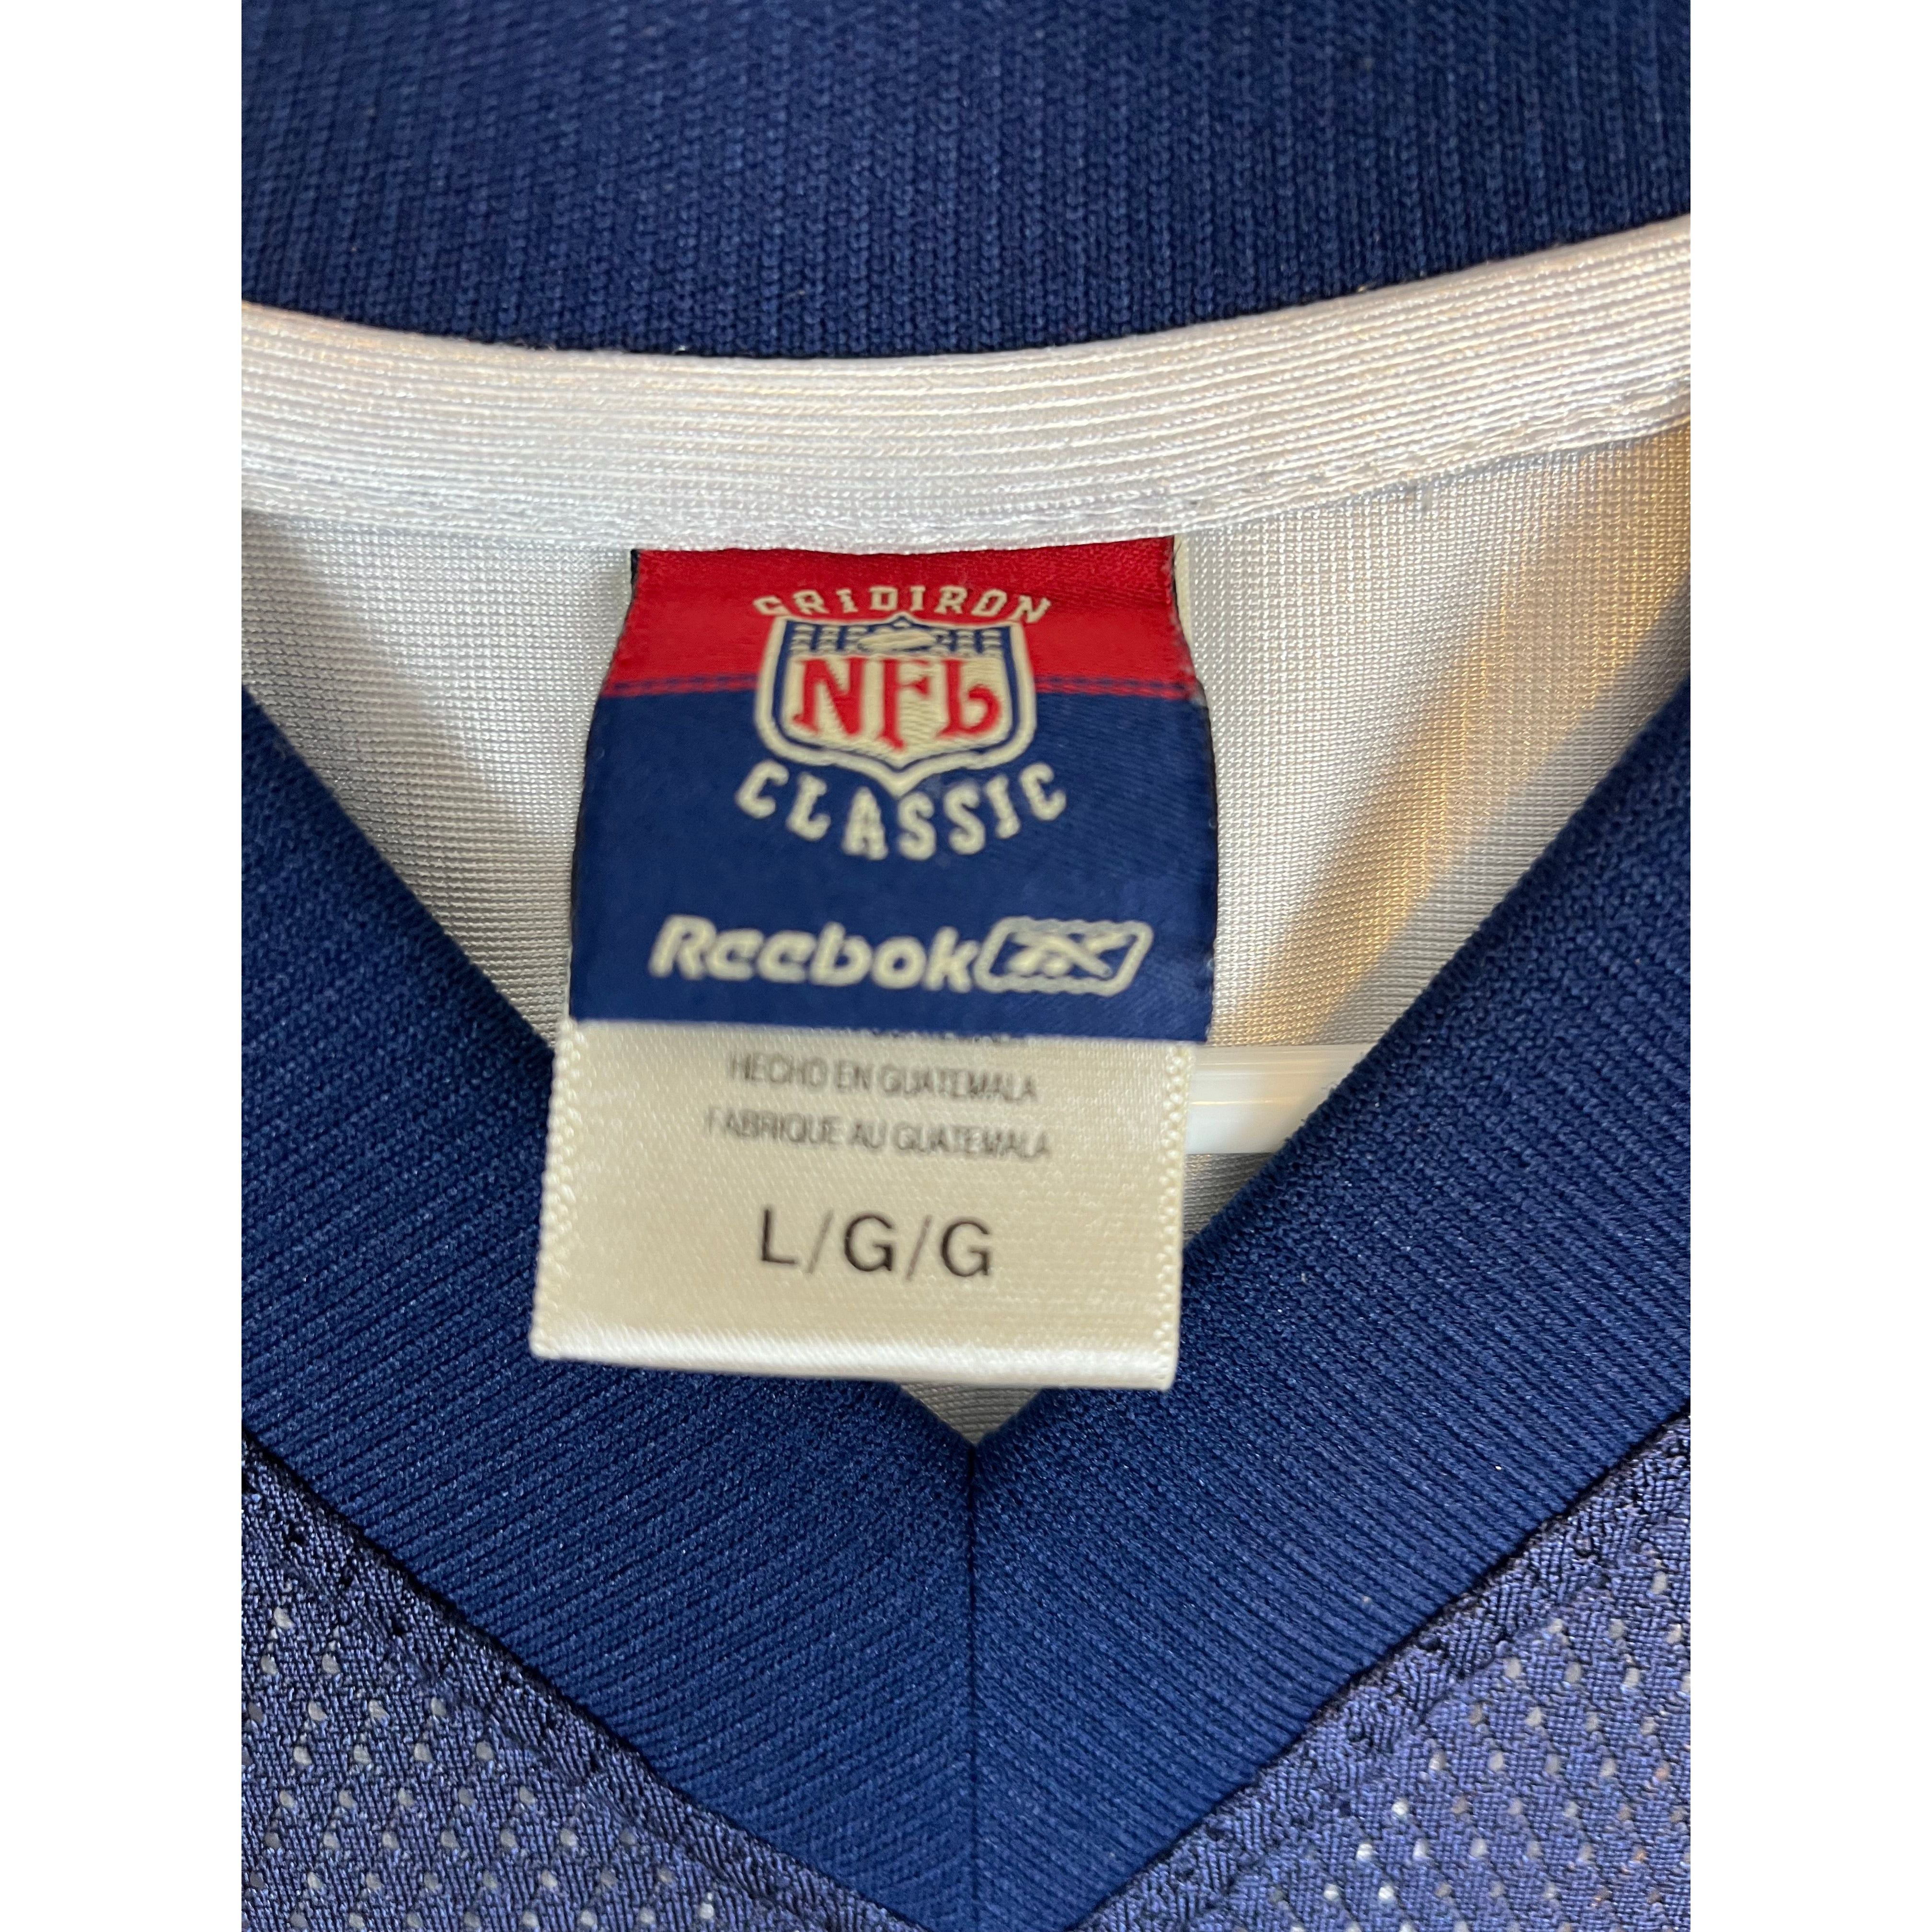 GRIDIRON
NFL
CLASSIC
Reebok
HECHO EN GUATEMALA
FABRIQUE AU GUATEMALA
L/G/G